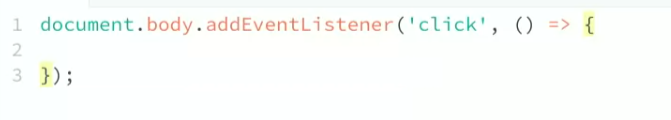 1 document.body.addEventListener('click', () => {
2
3 });